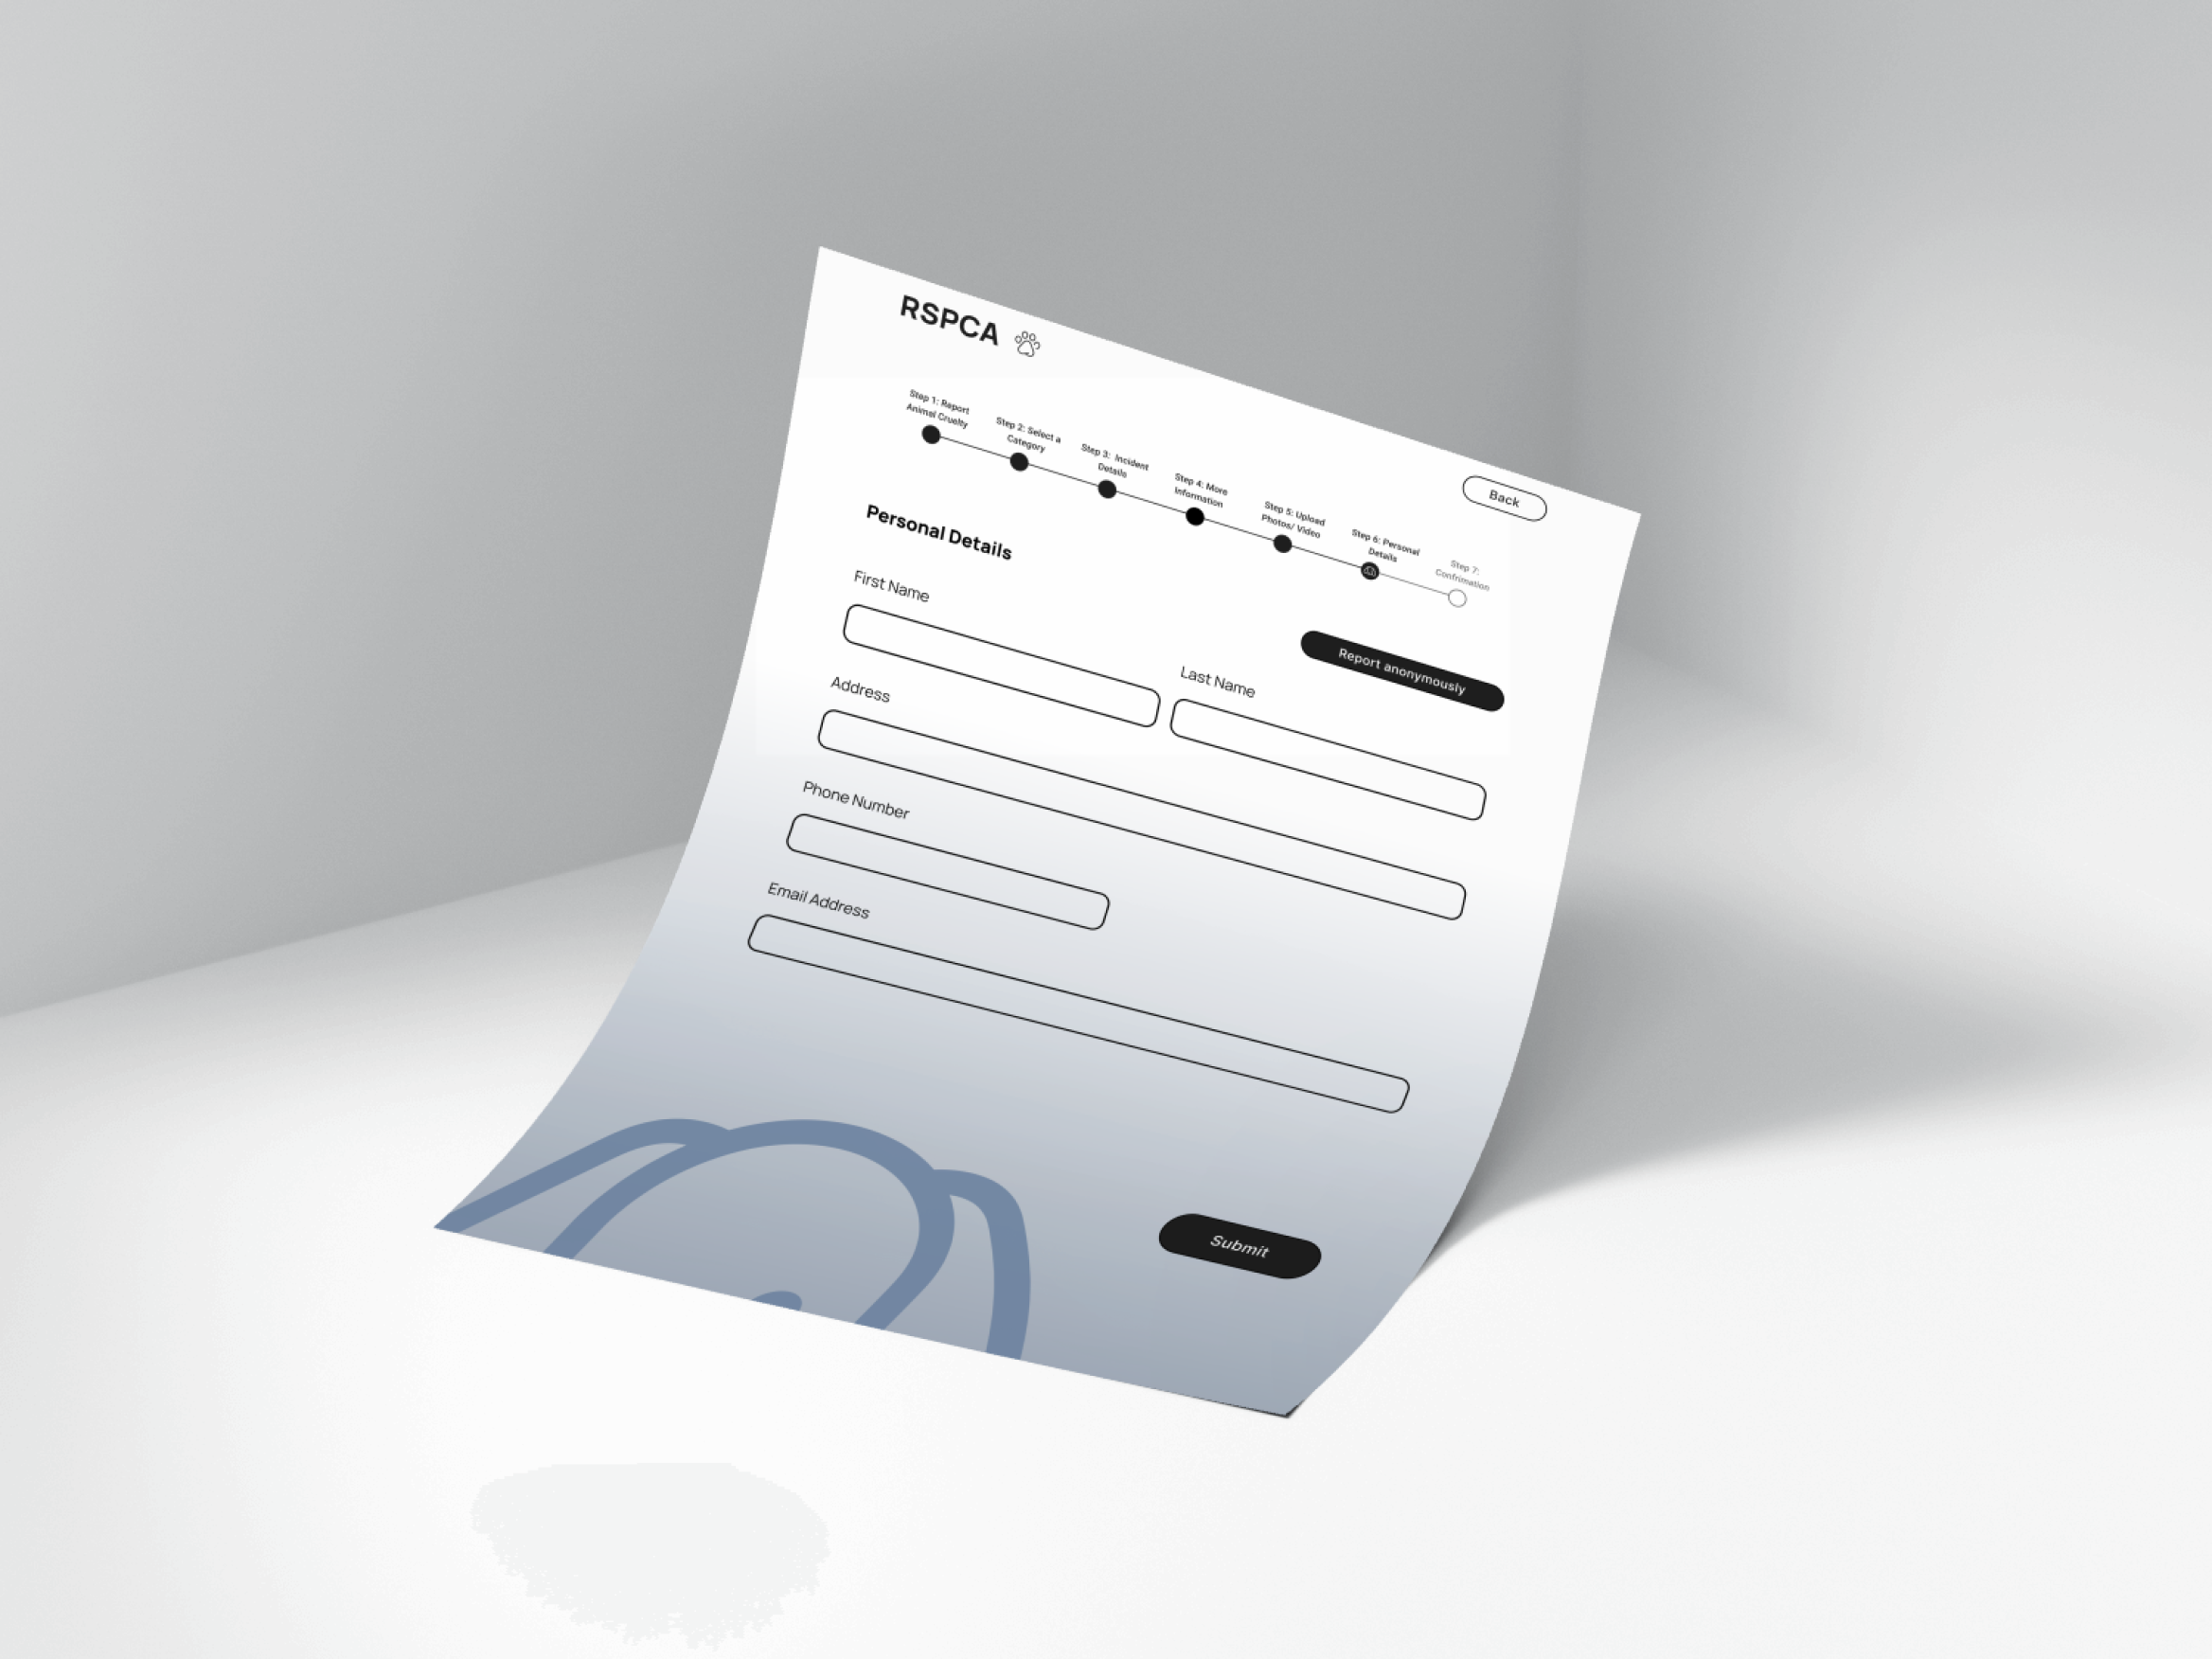 RSPCA
Step 1: Report
Animal Cruelty
Step 2: Select a
Category
Step 3: Incident
Details
Step 4: More
Information
Step 5: Upload
Photos/ Video
Step 6: Personal
Details
Step 7:
Confrimation
Back
Personal Details
Report anonymously
First Name
Last Name
Address
Phone Number
Email Address
Submit